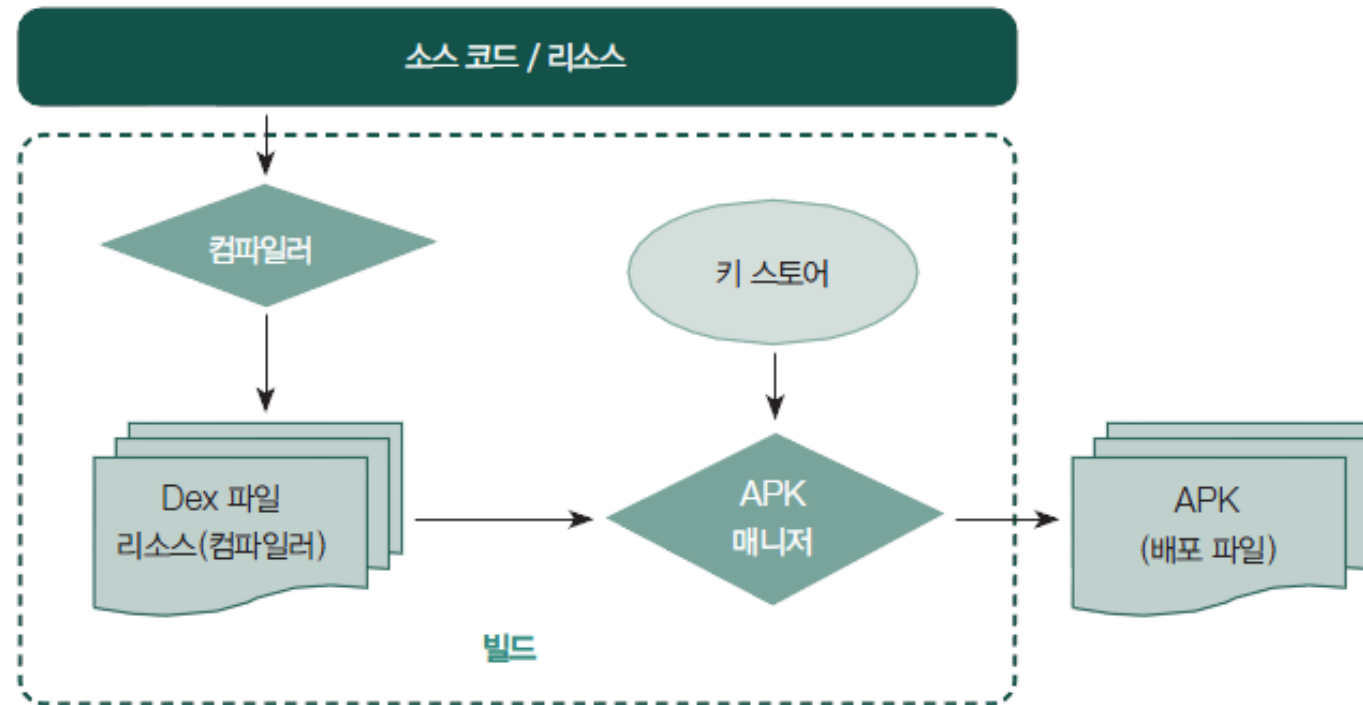 소스 코드 / 리소스
컴파일러
키 스토어
Dex 파일
리소스(컴파일러)
APK
매니저
APK
(배포 파일)
빌드